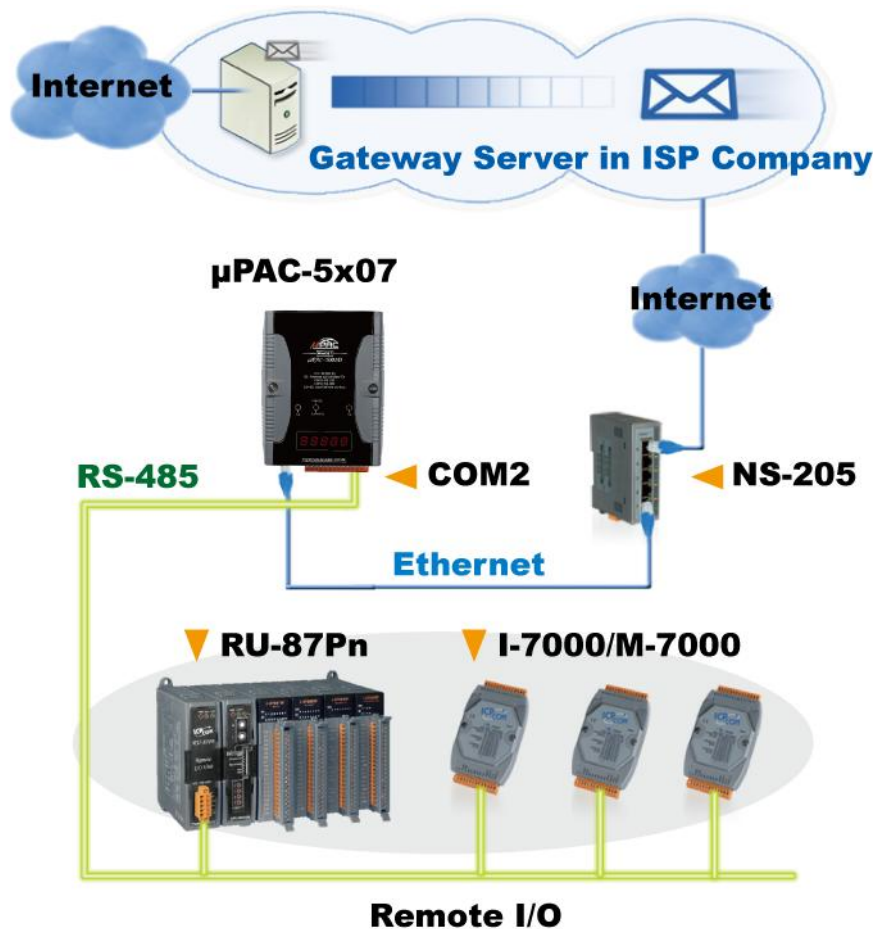 Internet
Gateway Server in ISP Company
µPAC-5x07
Internet
RS-485
COM2
NS-205
Ethernet
RU-87Pn
I-7000/M-7000
Remote I/O